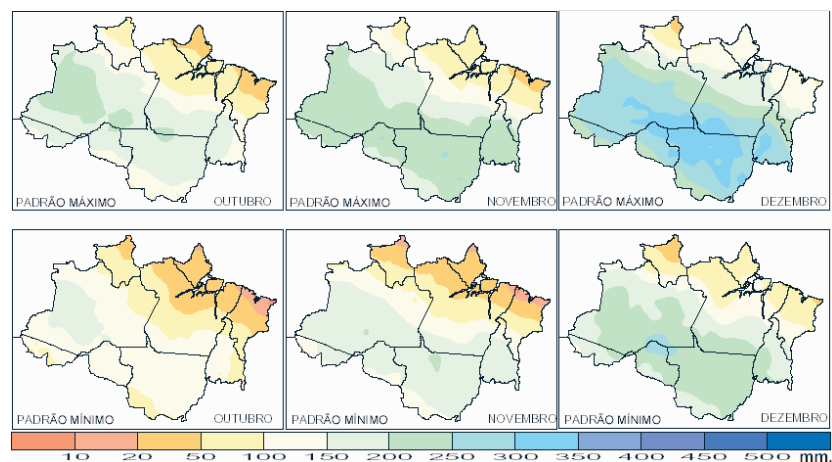 PADRÃO MÁXIMO OUTUBRO
PADRÃO MÁXIMO NOVEMBRO
PADRÃO MÁXIMO DEZEMBRO
PADRÃO MÍNIMO OUTUBRO
PADRÃO MÍNIMO NOVEMBRO
PADRÃO MÍNIMO DEZEMBRO
10 20 50 100 150 200 250 300 350 400 450 500 mm.